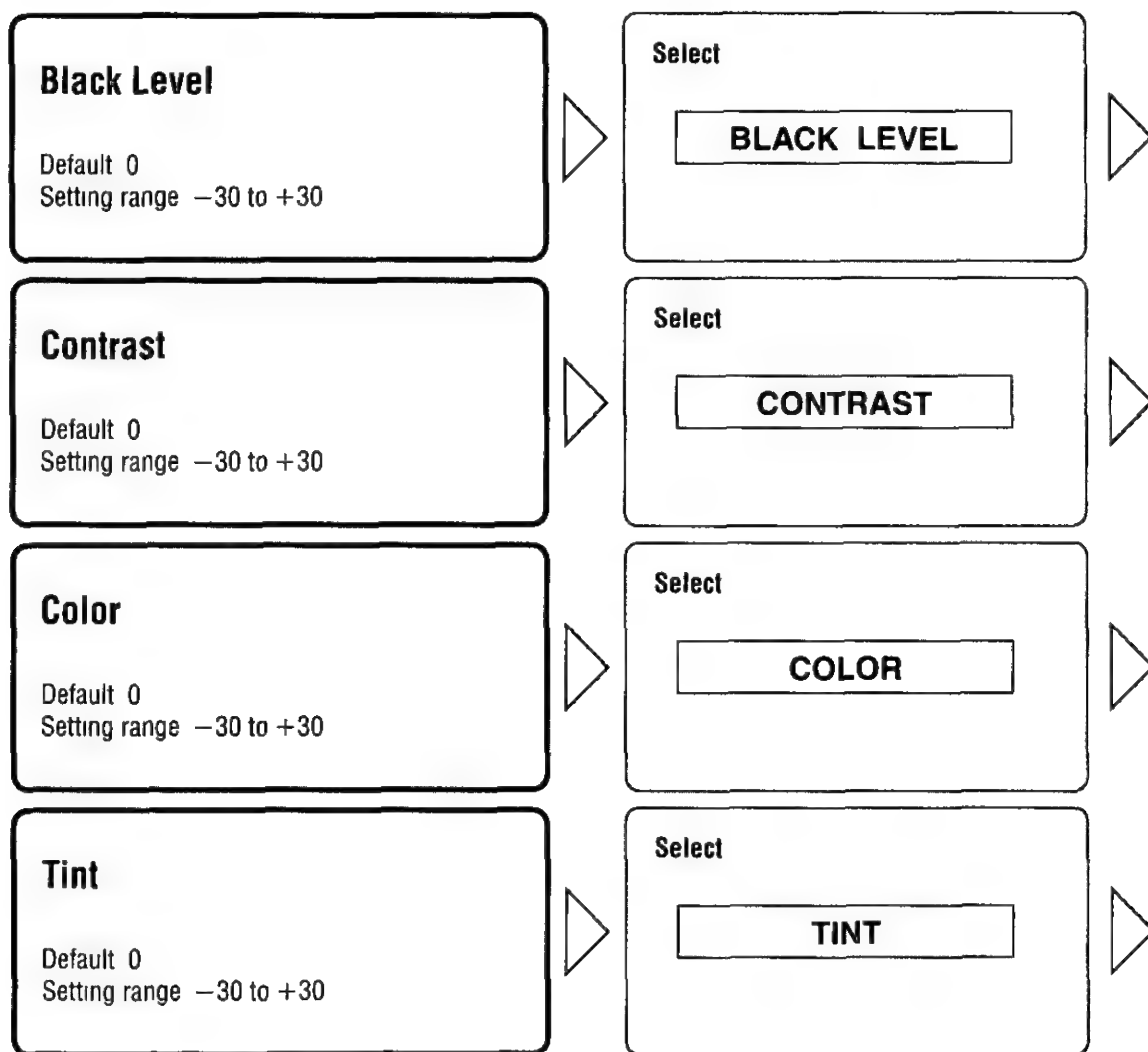 Black Level
Default 0
Setting range −30 to +30
Select
BLACK LEVEL
Contrast
Default 0
Setting range −30 to +30
Select
CONTRAST
Color
Default 0
Setting range −30 to +30
Select
COLOR
Tint
Default 0
Setting range −30 to +30
Select
TINT